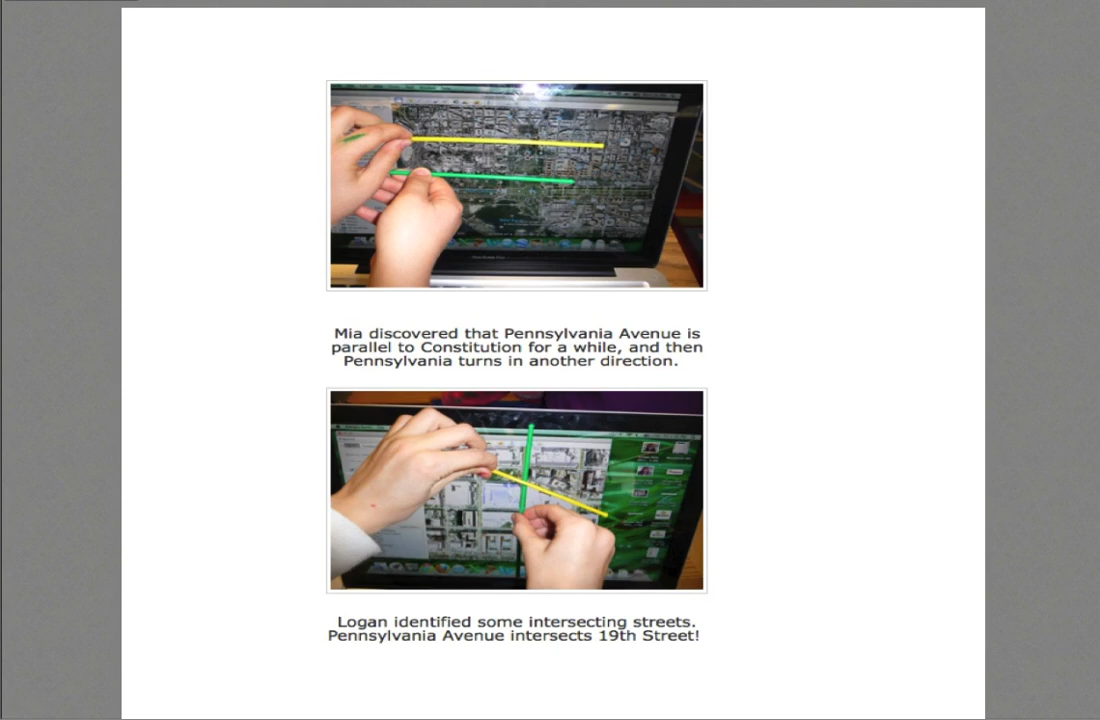 Mia discovered that Pennsylvania Avenue is
parallel to Constitution for a while, and then
Pennsylvania turns in another direction.
Logan identified some intersecting streets.
Pennsylvania Avenue intersects 19th Street!